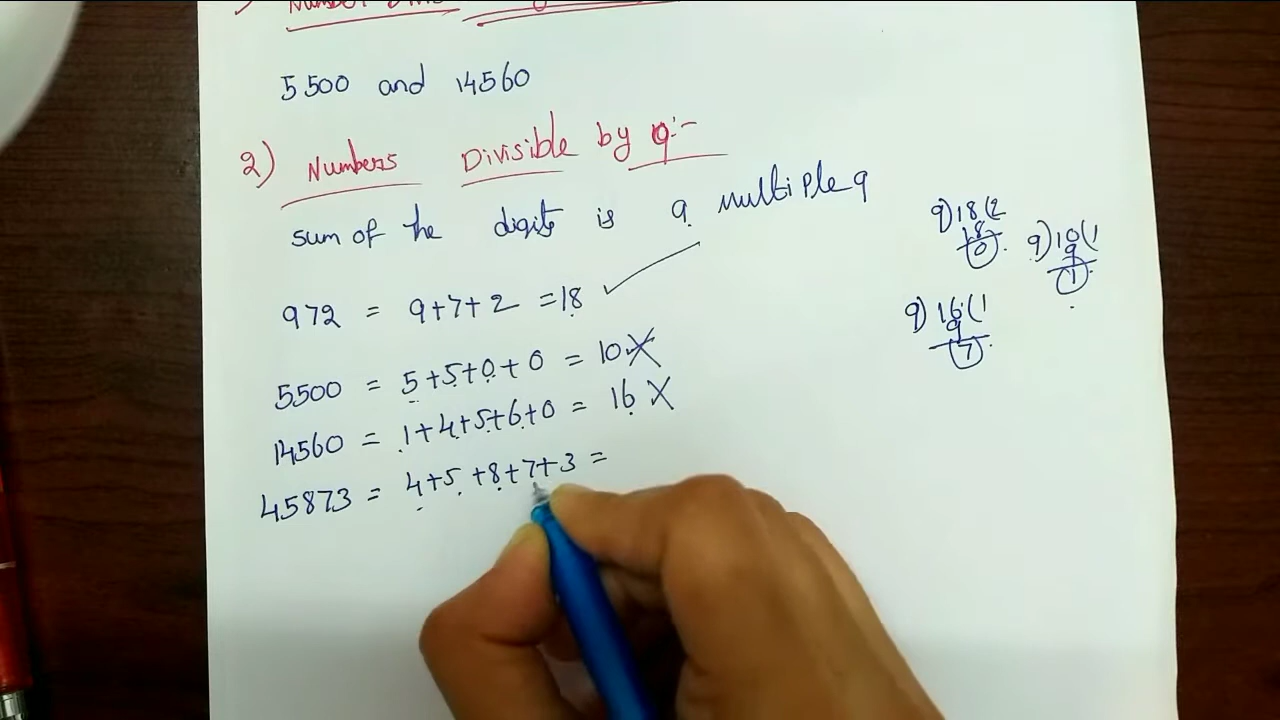 Number
5500 and 14560
2) Numbers Divisible by 9:-
sum of the digits is a multiple 9
972 = 9+7+2 =18 ✓
5500 = 5+5+0+0 = 10 X
14560 = 1+4+5+6+0 = 16 X
45873 = 4+5+8+7+3 =
9)18(2
18
0
9)10(1
9
1
9)16(1
9
7